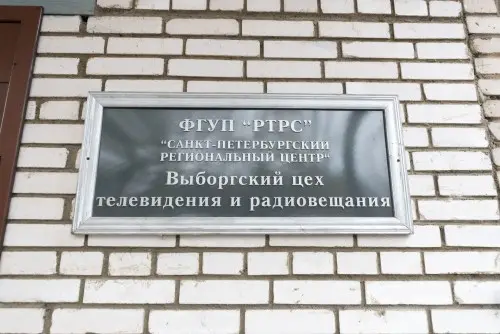 ФГУП "РТРС"
"САНКТ-ПЕТЕРБУРГСКИЙ
РЕГИОНАЛЬНЫЙ ЦЕНТР"
Выборгский цех
телевидения и радиовещания